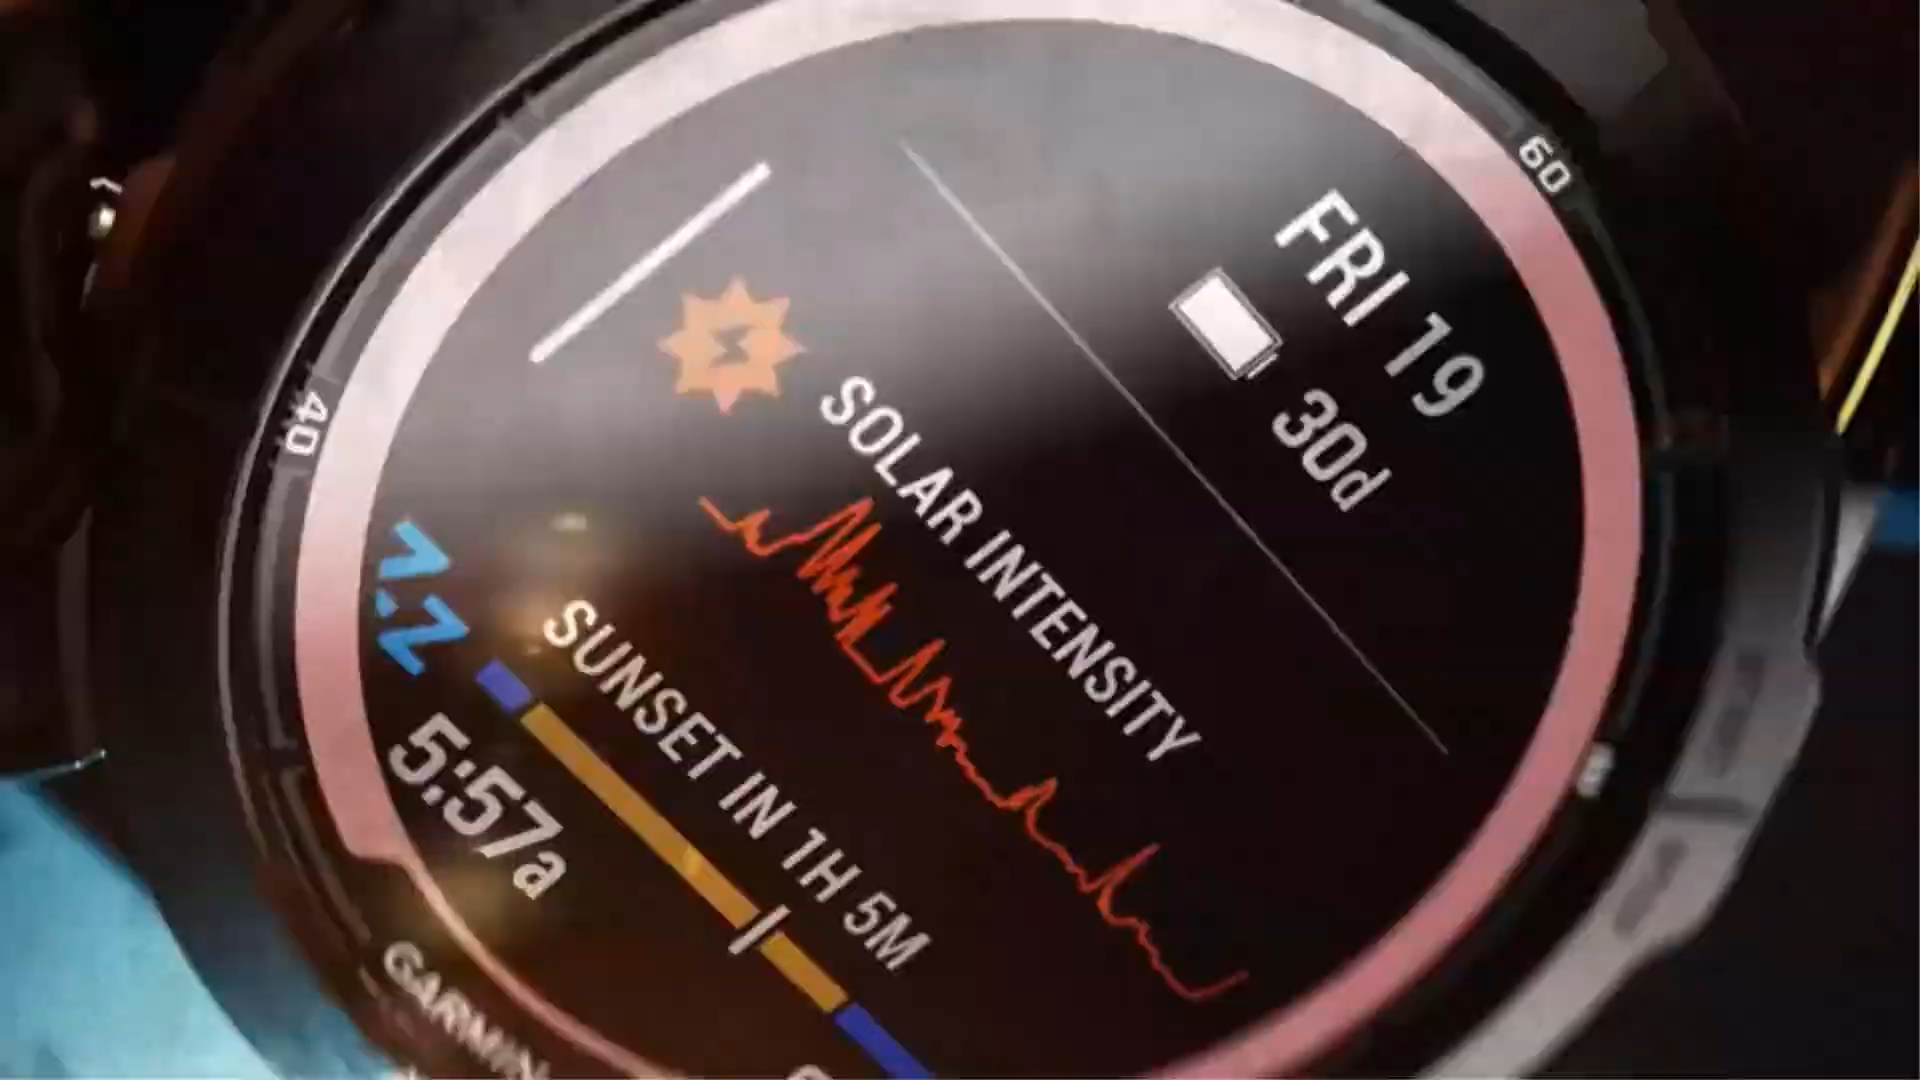 60
FRI 19
30d
SOLAR INTENSITY
40
SUNSET IN 1H 5M
5:57a
GARMIN